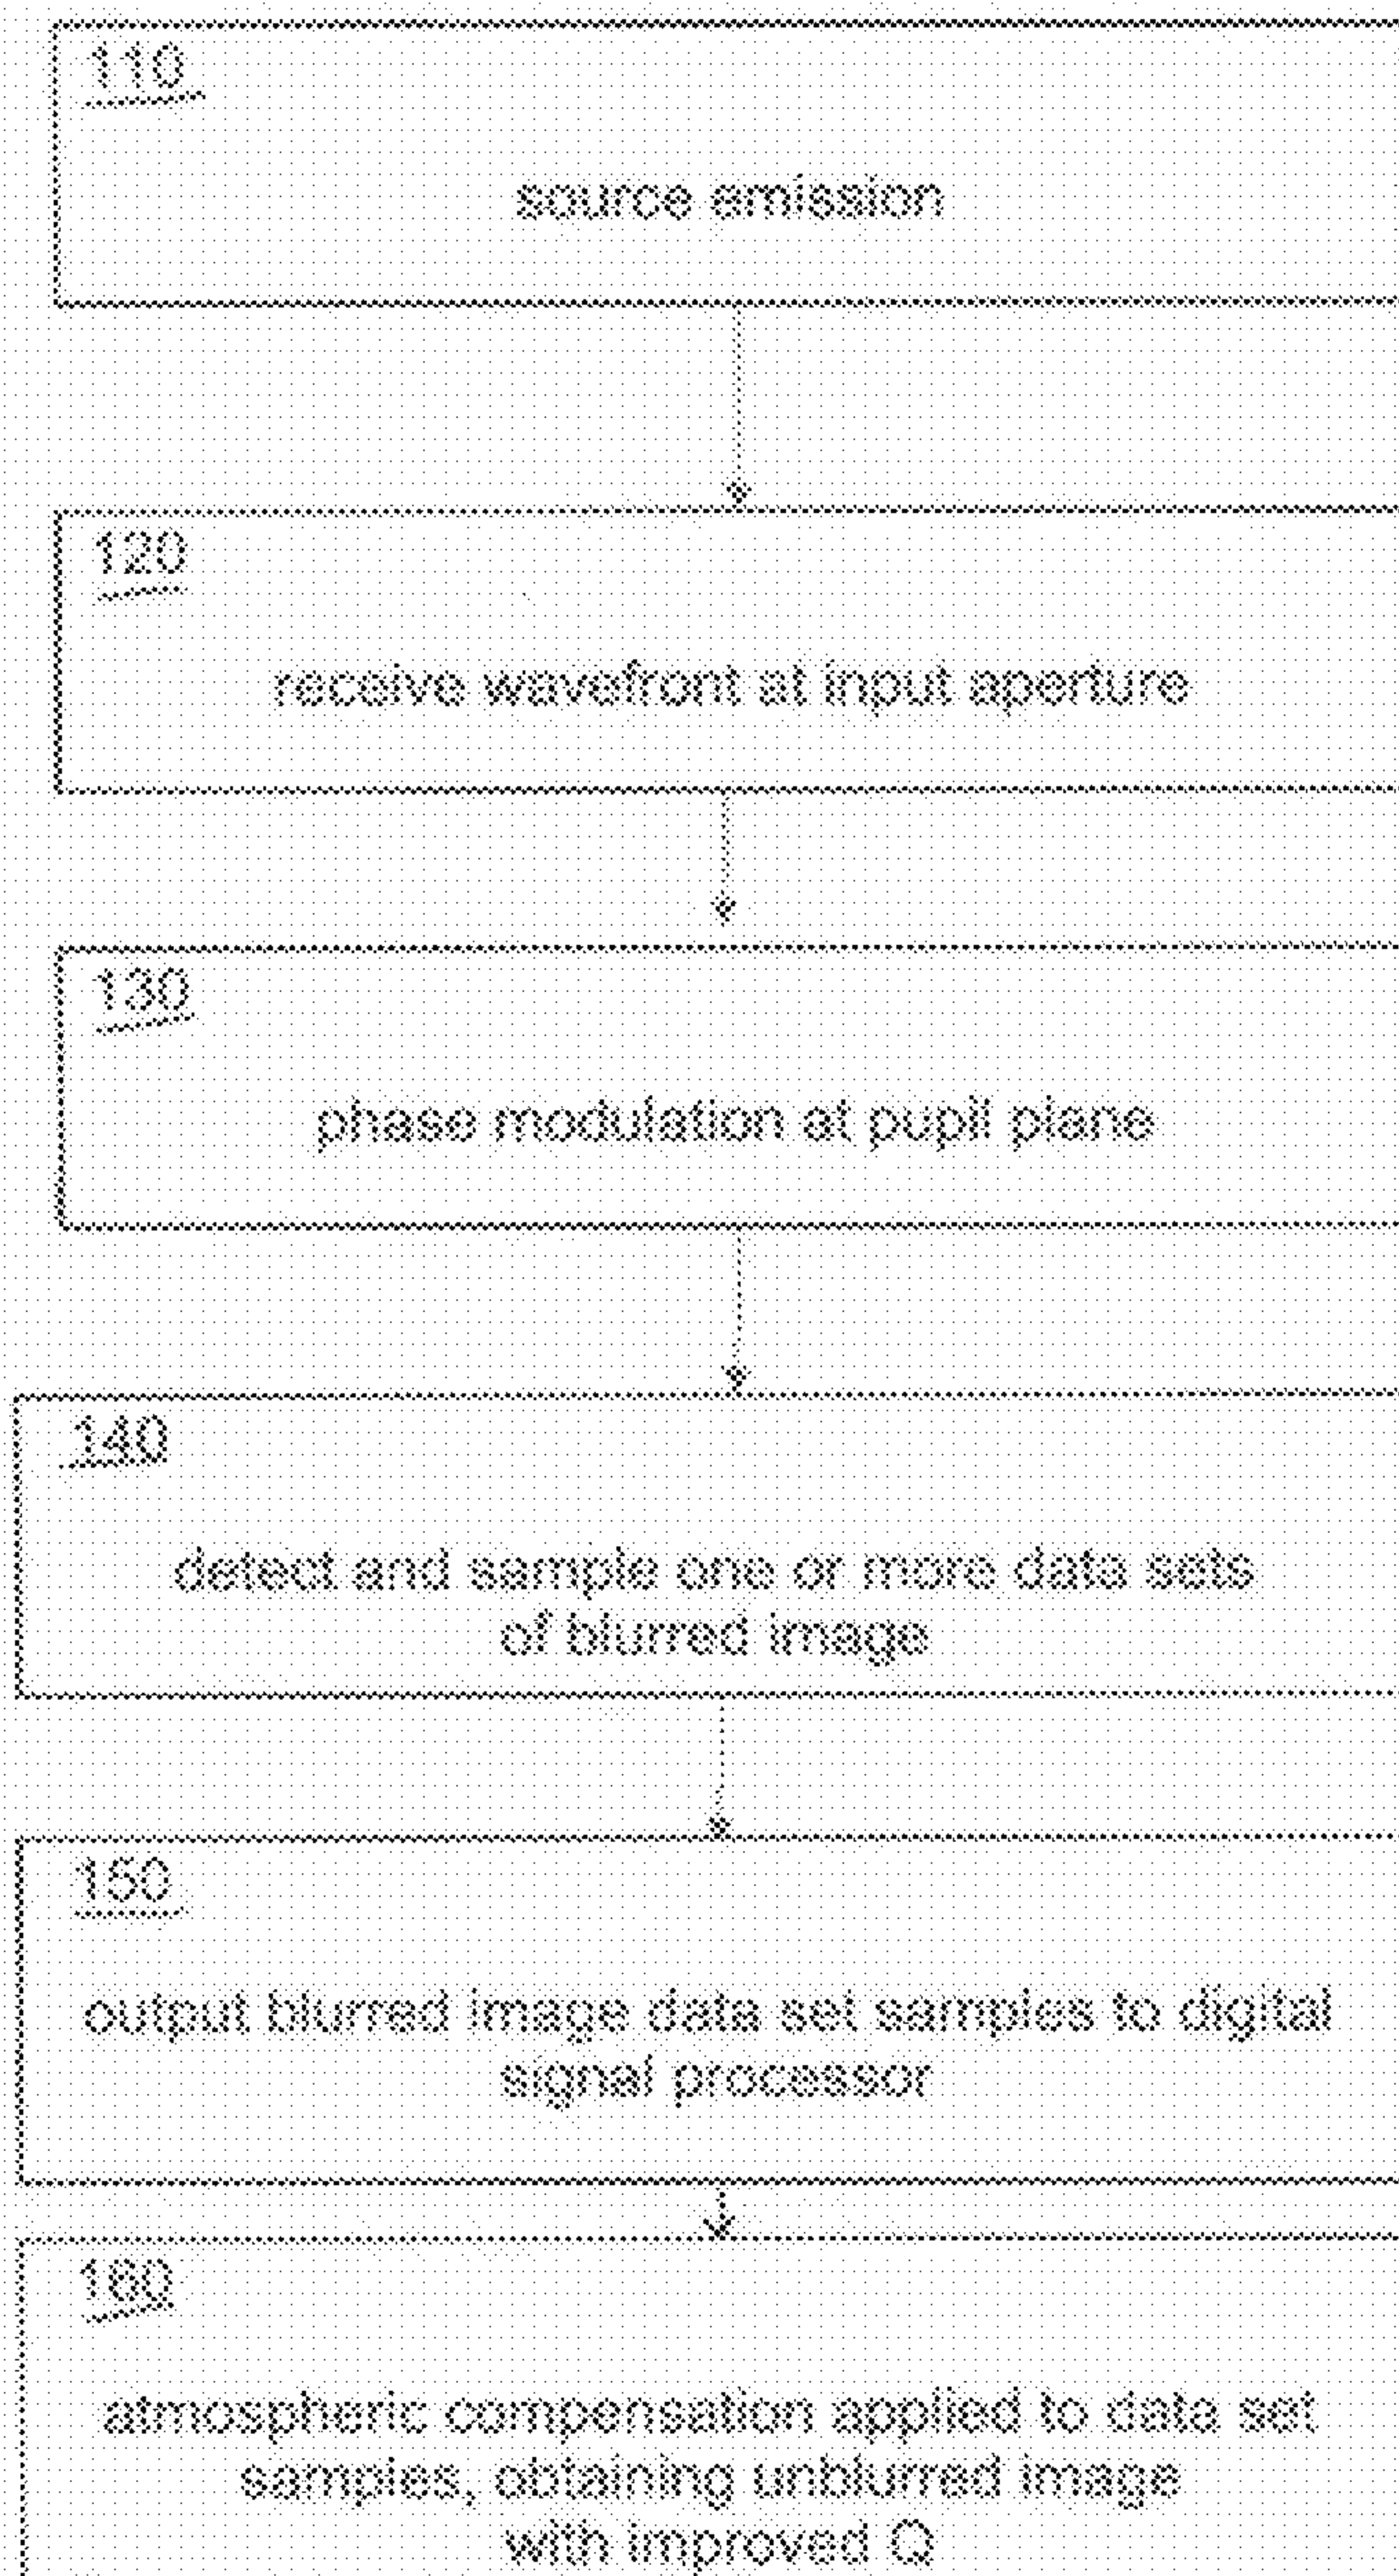 110
source emission
120
receive wavefront at input aperture
130
phase modulation at pupil plane
140
detect and sample one or more data sets
of blurred image
150
output blurred image data set samples to digital
signal processor
160
atmospheric compensation applied to data set
samples, obtaining unblurred image
with improved Q